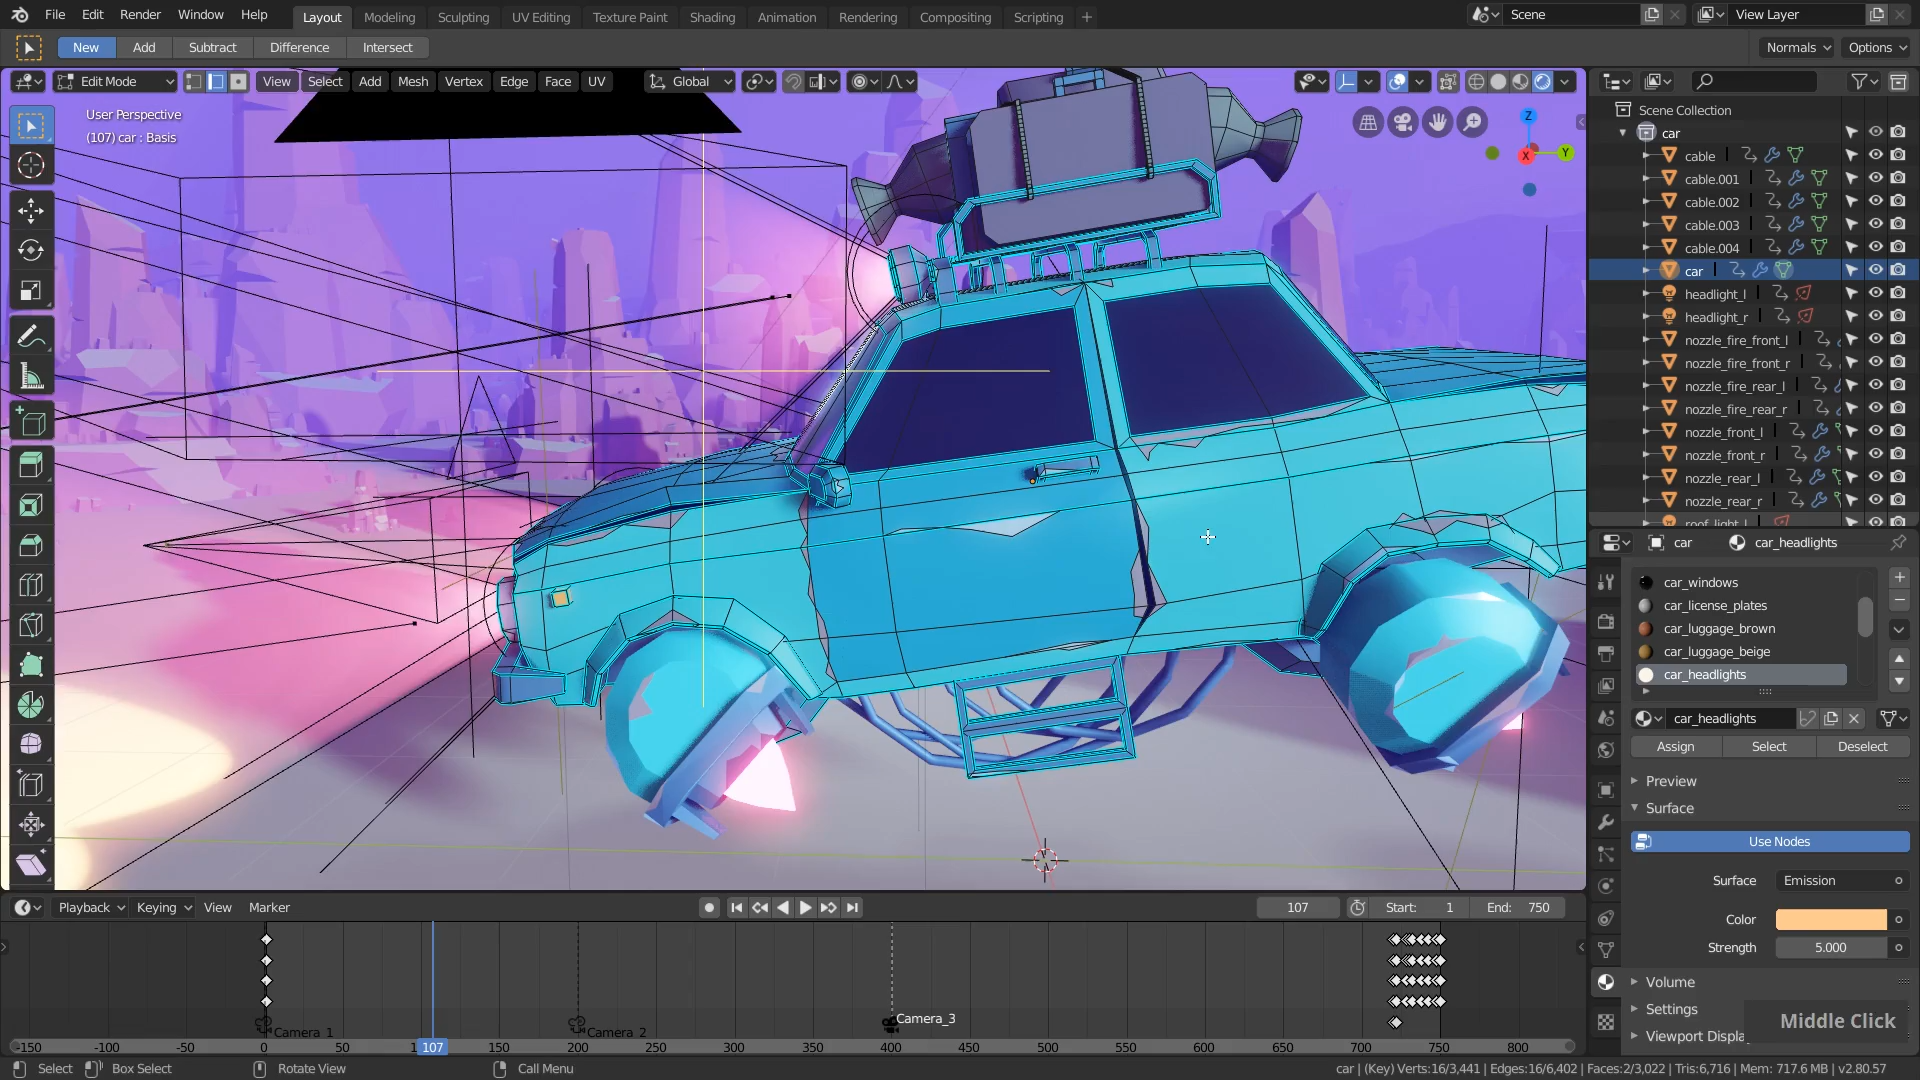 File Edit Render Window Help Layout Modeling Sculpting UV Editing Texture Paint Shading Animation Rendering Compositing Scripting + Scene View Layer
New Add Subtract Difference Intersect Normals Options
Edit Mode View Select Add Mesh Vertex Edge Face UV Global
User Perspective
(107) car : Basis
Z
X
Y
Scene Collection
car
cable
cable.001
cable.002
cable.003
cable.004
car
headlight_l
headlight_r
nozzle_fire_front_l
nozzle_fire_front_r
nozzle_fire_rear_l
nozzle_fire_rear_r
nozzle_front_l
nozzle_front_r
nozzle_rear_l
nozzle_rear_r
roof_light_l
car car_headlights
car_windows
car_license_plates
car_luggage_brown
car_luggage_beige
car_headlights
car_headlights
Assign Select Deselect
Preview
Surface
Use Nodes
Surface Emission
Color
Strength 5.000
Volume
Settings
Viewport Displa
Middle Click
Playback Keying View Marker 107 Start: 1 End: 750
Camera_1 Camera_2 Camera_3
-150 -100 -50 0 50 107 150 200 250 300 350 400 450 500 550 600 650 700 750 800
Select Box Select Rotate View Call Menu car | (Key) Verts:16/3,441 | Edges:16/6,402 | Faces:2/3,022 | Tris:6,716 | Mem: 717.6 MB | v2.80.57